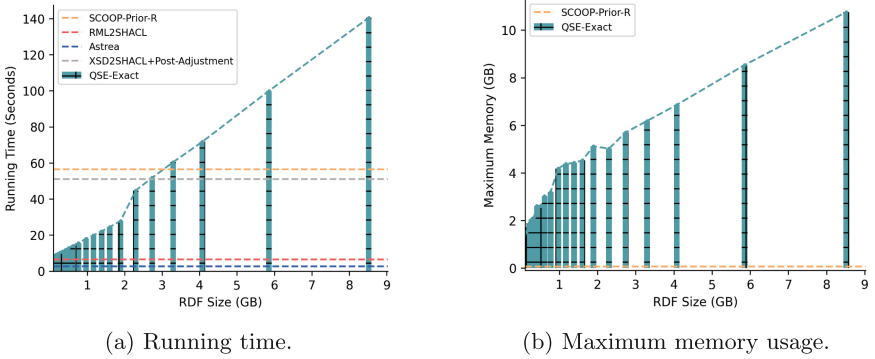 SCOOP-Prior-R
RML2SHACL
Astrea
XSD2SHACL+Post-Adjustment
QSE-Exact
Running Time (Seconds)
140
120
100
80
60
40
20
0
1 2 3 4 5 6 7 8 9
RDF Size (GB)
(a) Running time.
SCOOP-Prior-R
QSE-Exact
Maximum Memory (GB)
10
8
6
4
2
0
1 2 3 4 5 6 7 8 9
RDF Size (GB)
(b) Maximum memory usage.